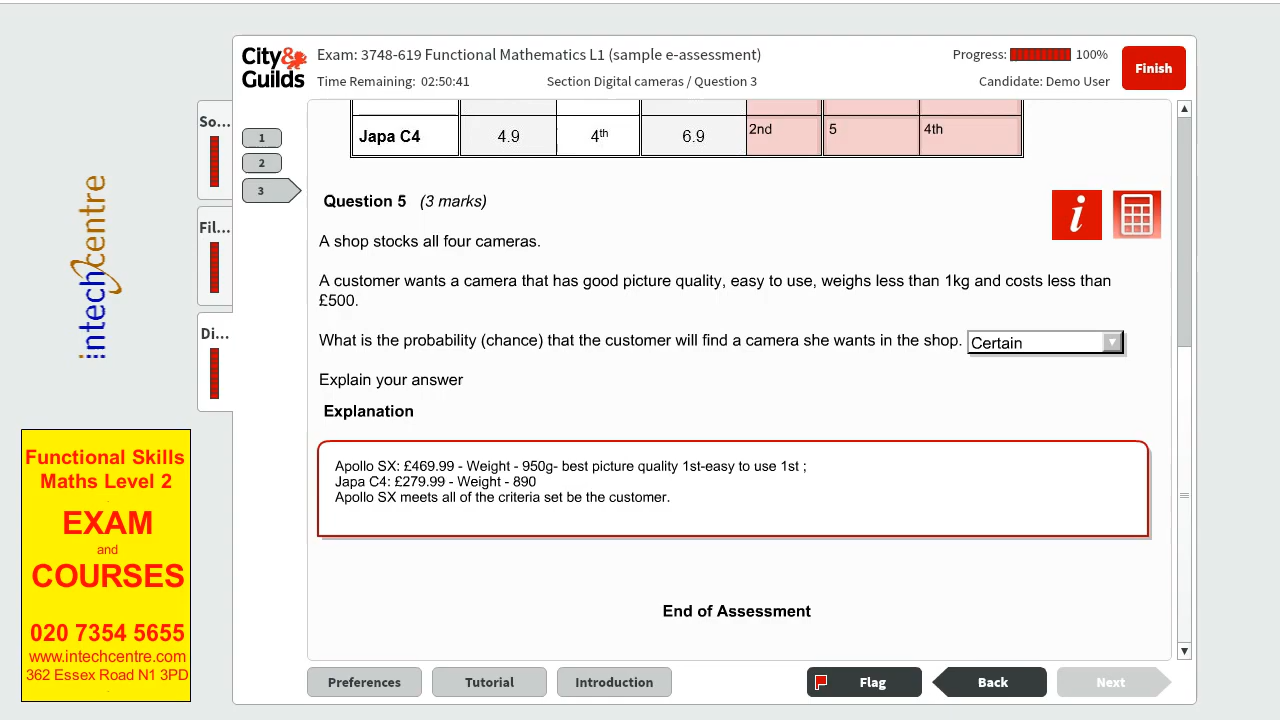 City&
Guilds
Exam: 3748-619 Functional Mathematics L1 (sample e-assessment)
Progress: 100%
Finish
Time Remaining: 02:50:41
Section Digital cameras / Question 3
Candidate: Demo User
So...
Fil...
Di...
1
2
3
Japa C4 4.9 4th 6.9 2nd 5 4th
Question 5 (3 marks)
i
A shop stocks all four cameras.
A customer wants a camera that has good picture quality, easy to use, weighs less than 1kg and costs less than
£500.
What is the probability (chance) that the customer will find a camera she wants in the shop. Certain
Explain your answer
Explanation
Apollo SX: £469.99 - Weight - 950g- best picture quality 1st-easy to use 1st ;
Japa C4: £279.99 - Weight - 890
Apollo SX meets all of the criteria set be the customer.
End of Assessment
Preferences
Tutorial
Introduction
Flag
Back
Next
intechcentre
Functional Skills
Maths Level 2
EXAM
and
COURSES
020 7354 5655
www.intechcentre.com
362 Essex Road N1 3PD